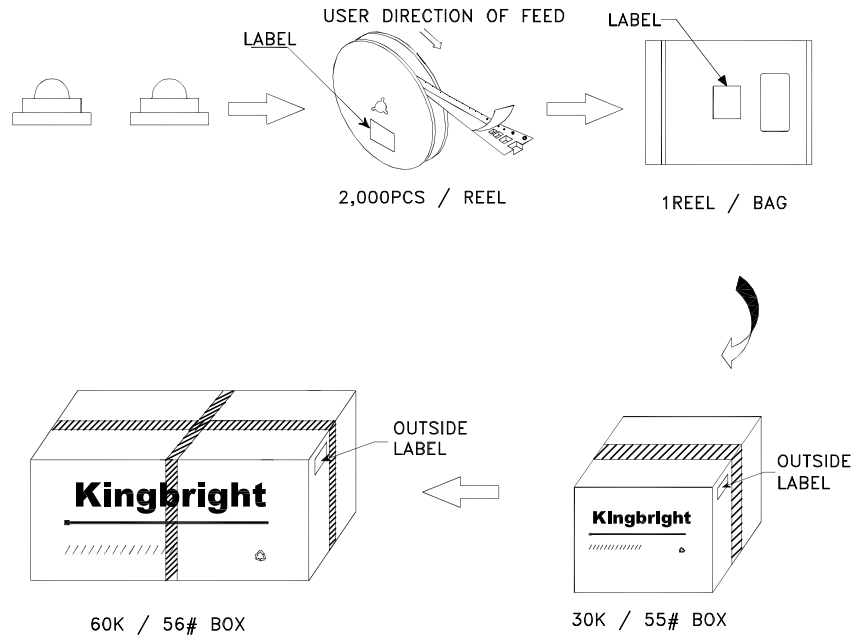 USER DIRECTION OF FEED
LABEL
LABEL
2,000PCS / REEL
1REEL / BAG
OUTSIDE
LABEL
OUTSIDE
LABEL
Kingbright
KIngbrIght
60K / 56# BOX
30K / 55# BOX